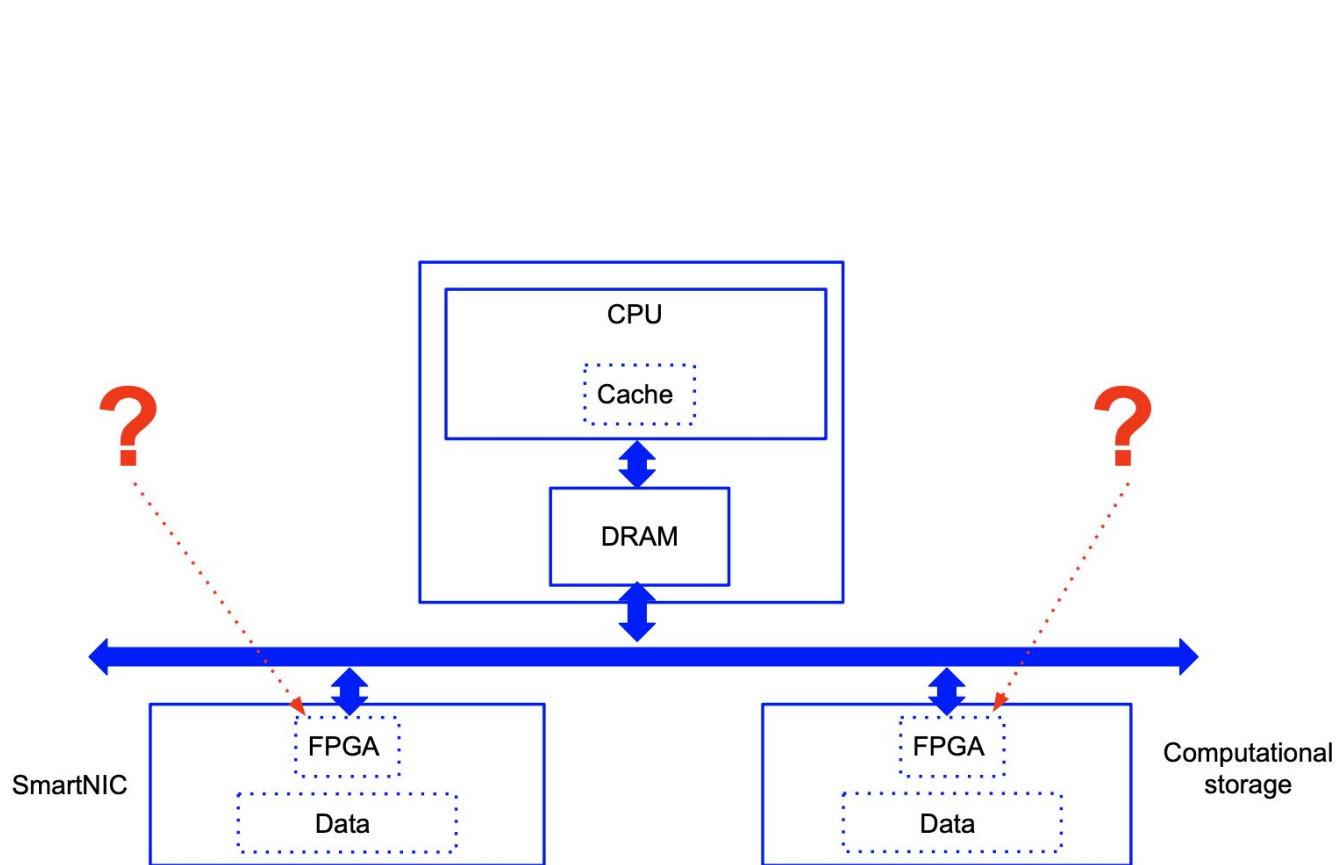 CPU
Cache
?
?
DRAM
FPGA
FPGA
SmartNIC
Computational
storage
Data
Data